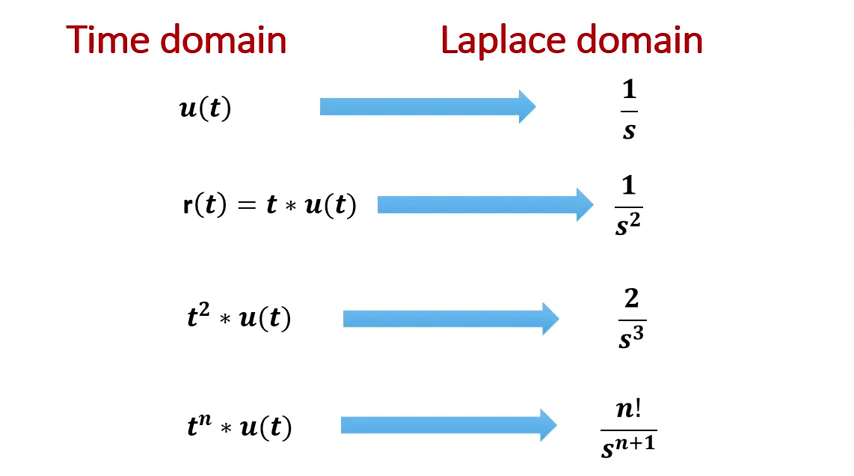 Time domain Laplace domain
u(t) 1/s
r(t) = t * u(t) 1/s²
t² * u(t) 2/s³
tⁿ * u(t) n!/sⁿ⁺¹